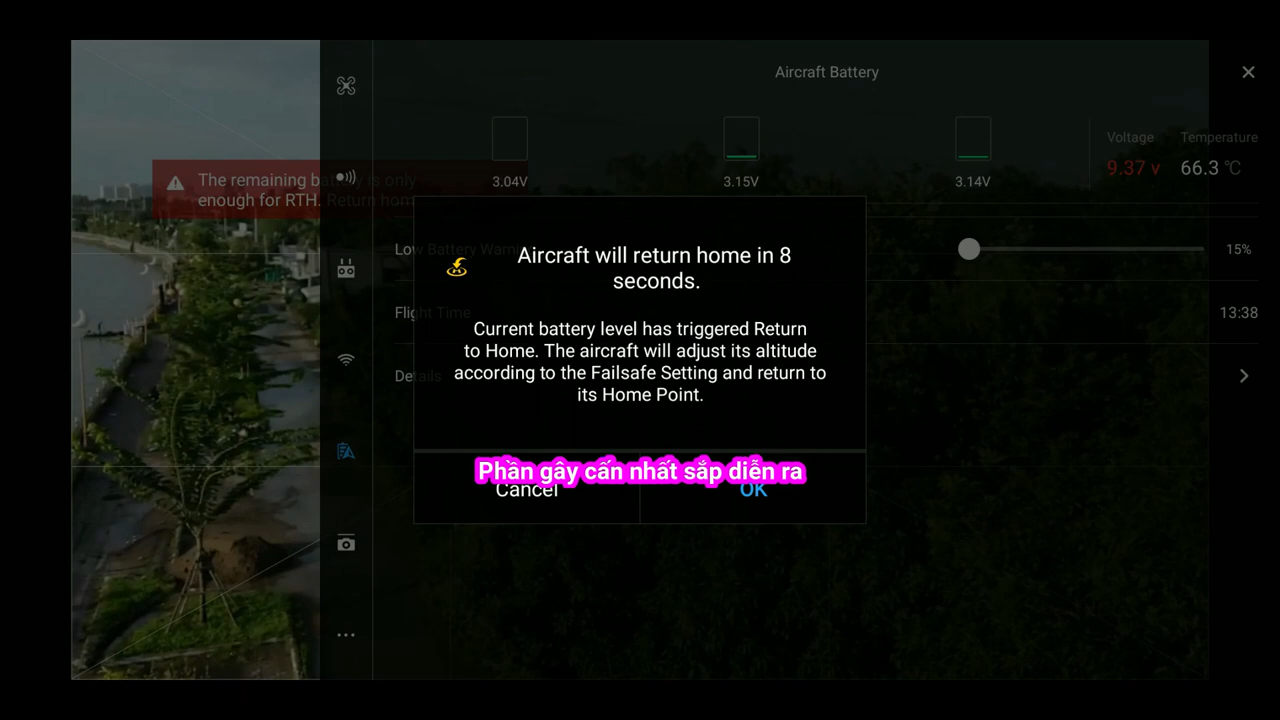 Aircraft Battery
Voltage Temperature
3.04V 3.15V 3.14V 9.37 v 66.3 °C
The remaining battery is only
enough for RTH. Return hom
Low Battery Warn
15%
Aircraft will return home in 8
seconds.
Flight Time
13:38
Current battery level has triggered Return
to Home. The aircraft will adjust its altitude
according to the Failsafe Setting and return to
its Home Point.
Details
Phần gây cấn nhất sắp diễn ra
Cancel OK